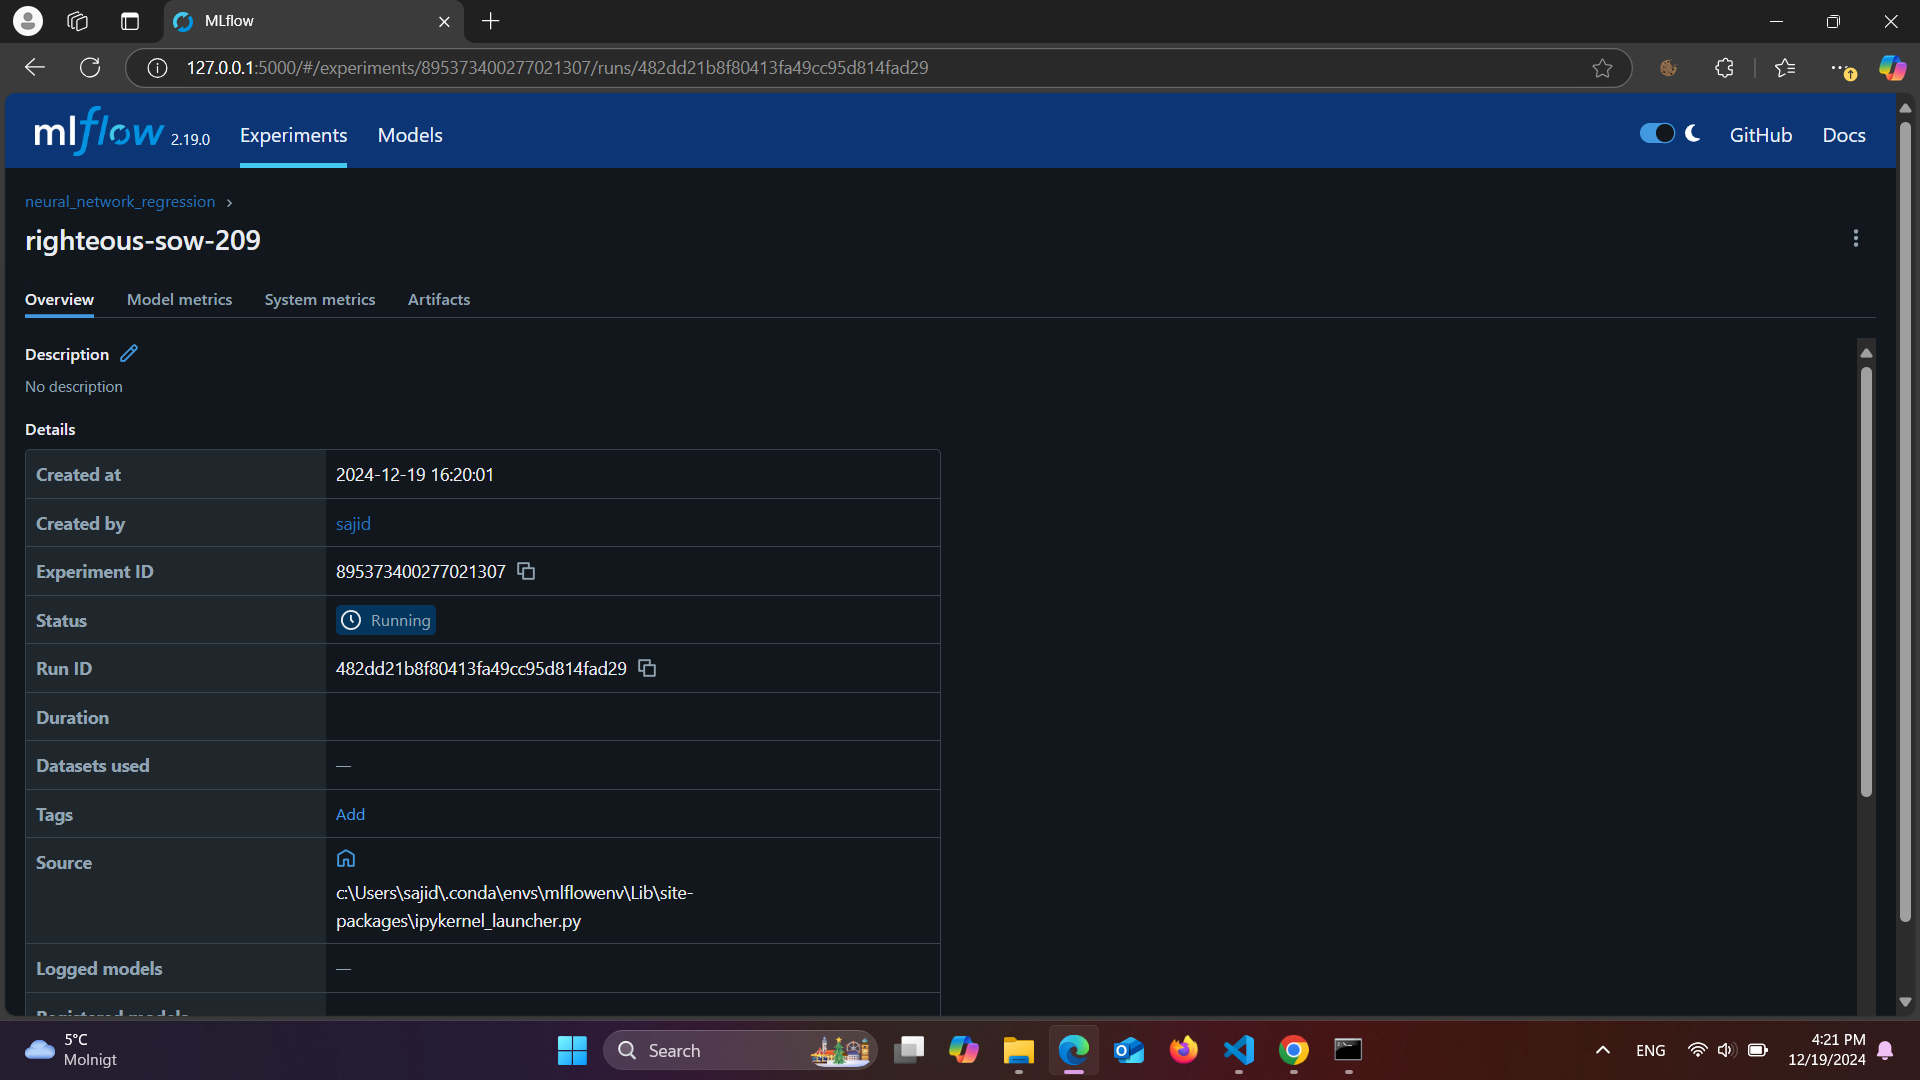 MLflow
127.0.0.1:5000/#/experiments/895373400277021307/runs/482dd21b8f80413fa49cc95d814fad29
mlflow 2.19.0 Experiments Models GitHub Docs
neural_network_regression
righteous-sow-209
Overview Model metrics System metrics Artifacts
Description
No description
Details
Created at 2024-12-19 16:20:01
Created by sajid
Experiment ID 895373400277021307
Status Running
Run ID 482dd21b8f80413fa49cc95d814fad29
Duration
Datasets used —
Tags Add
Source
c:\Users\sajid\.conda\envs\mlflowenv\Lib\site-
packages\ipykernel_launcher.py
Logged models —
Registered models
5°C
Molnigt
Search
ENG
4:21 PM
12/19/2024